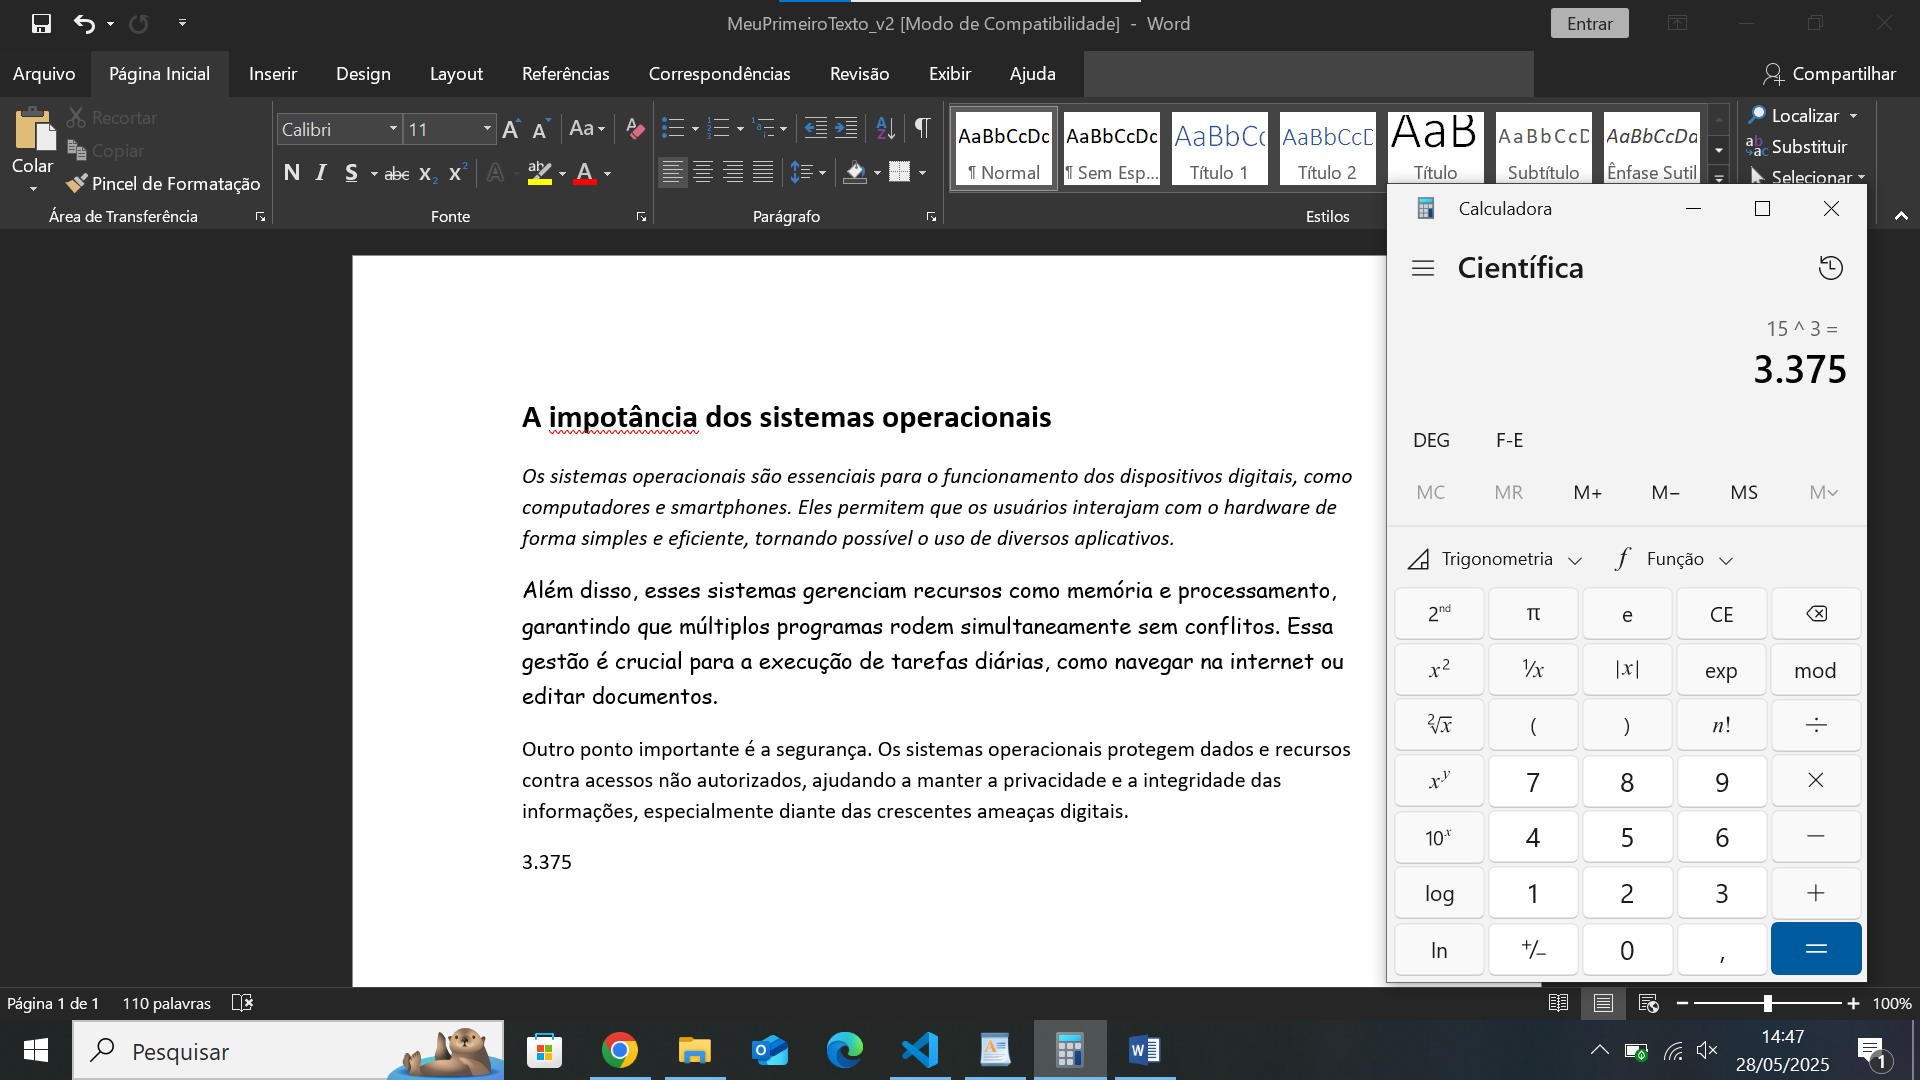 MeuPrimeiroTexto_v2 [Modo de Compatibilidade] - Word
Entrar
Arquivo Página Inicial Inserir Design Layout Referências Correspondências Revisão Exibir Ajuda
Compartilhar
Colar
Recortar
Copiar
Pincel de Formatação
Área de Transferência
Calibri 11
Aa
N I S abc x₂ x²
Fonte
Parágrafo
AaBbCcDc AaBbCcDc AaBbCc AaBbCcD AaB AaBbCcD AaBbCcDa
¶ Normal ¶ Sem Esp... Título 1 Título 2 Título Subtítulo Ênfase Sutil
Estilos
Localizar
Substituir
Selecionar
A impotância dos sistemas operacionais
Os sistemas operacionais são essenciais para o funcionamento dos dispositivos digitais, como
computadores e smartphones. Eles permitem que os usuários interajam com o hardware de
forma simples e eficiente, tornando possível o uso de diversos aplicativos.
Além disso, esses sistemas gerenciam recursos como memória e processamento,
garantindo que múltiplos programas rodem simultaneamente sem conflitos. Essa
gestão é crucial para a execução de tarefas diárias, como navegar na internet ou
editar documentos.
Outro ponto importante é a segurança. Os sistemas operacionais protegem dados e recursos
contra acessos não autorizados, ajudando a manter a privacidade e a integridade das
informações, especialmente diante das crescentes ameaças digitais.
3.375
Calculadora
Científica
15 ^ 3 =
3.375
DEG F-E
MC MR M+ M− MS M
Trigonometria Função
2ⁿᵈ π e CE
x² ¹/x |x| exp mod
²√x ( ) n! ÷
xʸ 7 8 9 ×
10ˣ 4 5 6 −
log 1 2 3 +
ln +/− 0 , =
Página 1 de 1 110 palavras
100%
Pesquisar
14:47
28/05/2025
1